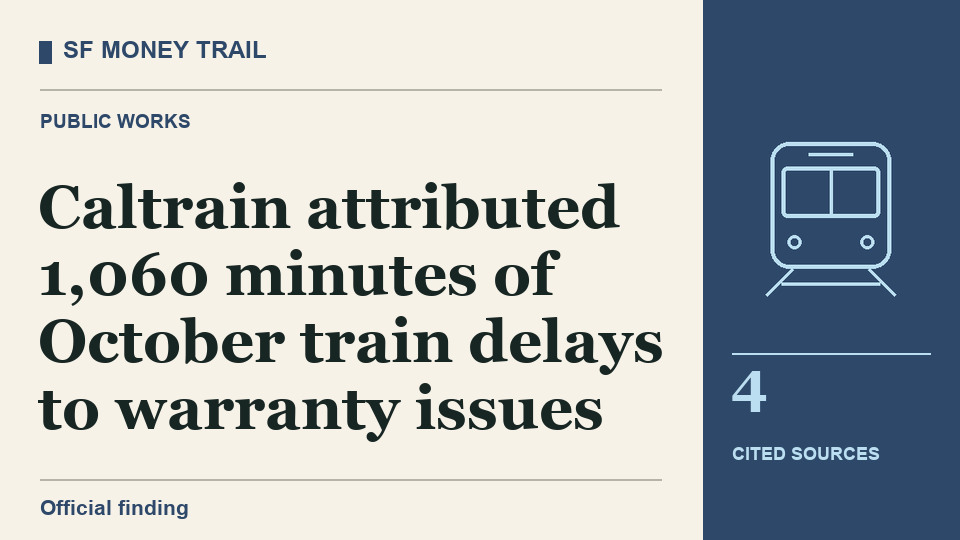 SF MONEY TRAIL
PUBLIC WORKS
Caltrain attributed
1,060 minutes of
October train delays
to warranty issues
Official finding
4
CITED SOURCES